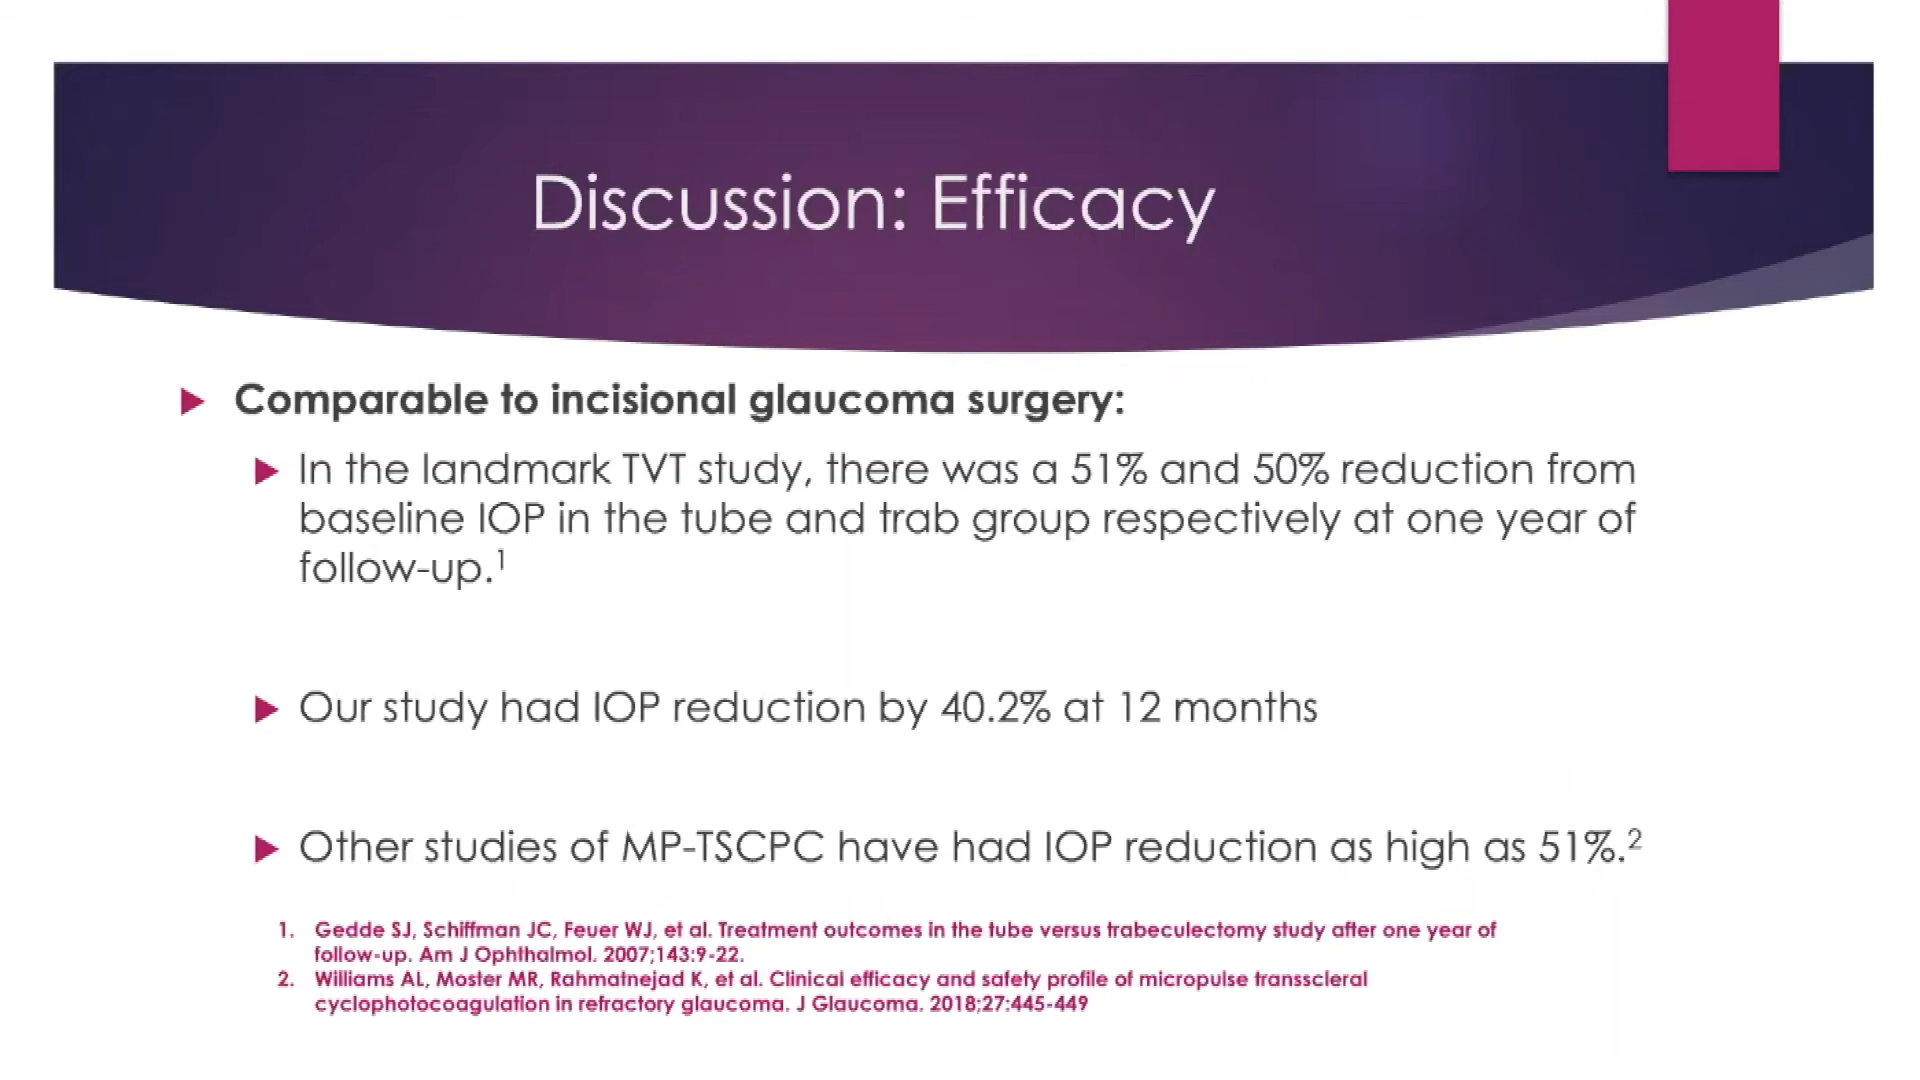 Discussion: Efficacy
Comparable to incisional glaucoma surgery:
In the landmark TVT study, there was a 51% and 50% reduction from
baseline IOP in the tube and trab group respectively at one year of
follow-up.¹
Our study had IOP reduction by 40.2% at 12 months
Other studies of MP-TSCPC have had IOP reduction as high as 51%.²
1. Gedde SJ, Schiffman JC, Feuer WJ, et al. Treatment outcomes in the tube versus trabeculectomy study after one year of
follow-up. Am J Ophthalmol. 2007;143:9-22.
2. Williams AL, Moster MR, Rahmatnejad K, et al. Clinical efficacy and safety profile of micropulse transscleral
cyclophotocoagulation in refractory glaucoma. J Glaucoma. 2018;27:445-449